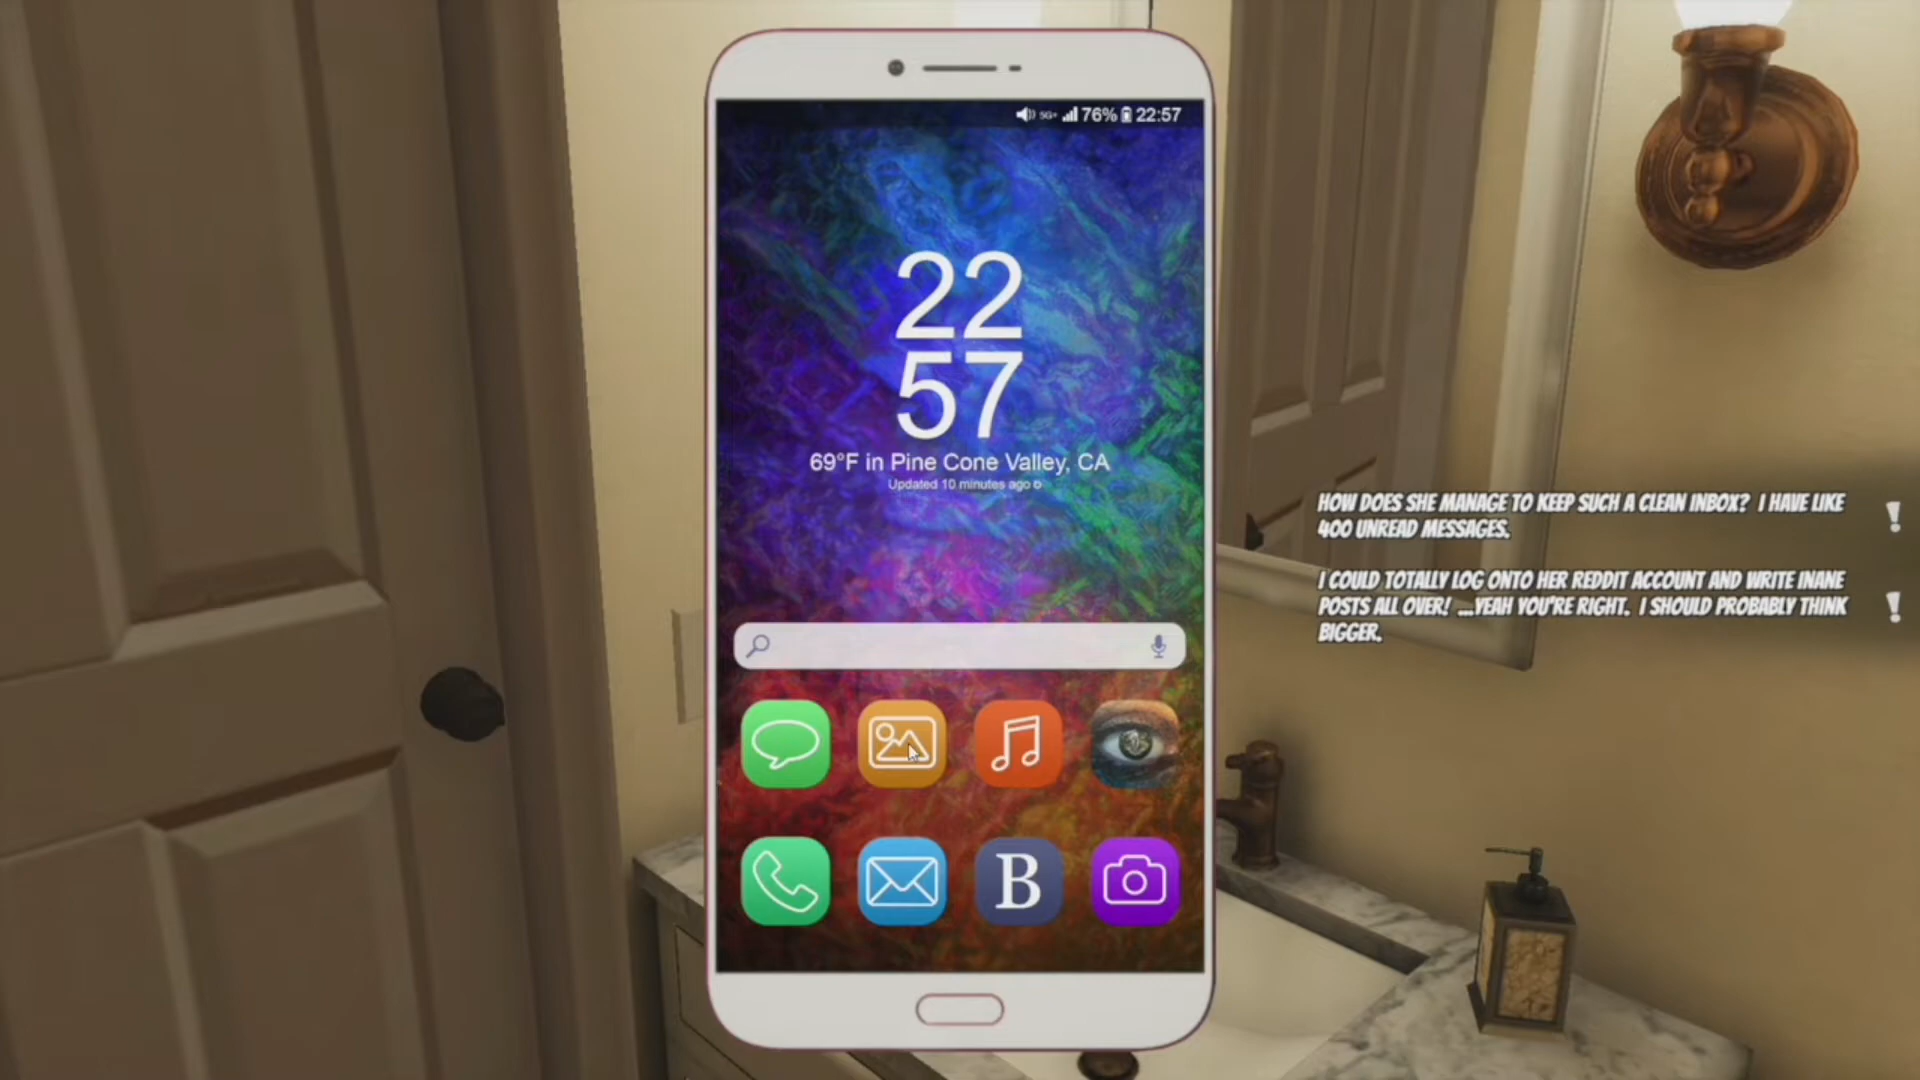 5G+ 76% 22:57
22
57
69°F in Pine Cone Valley, CA
Updated 10 minutes ago
HOW DOES SHE MANAGE TO KEEP SUCH A CLEAN INBOX? I HAVE LIKE
400 UNREAD MESSAGES.
!
I COULD TOTALLY LOG ONTO HER REDDIT ACCOUNT AND WRITE INANE
POSTS ALL OVER! ...YEAH YOU'RE RIGHT. I SHOULD PROBABLY THINK
BIGGER.
!
B